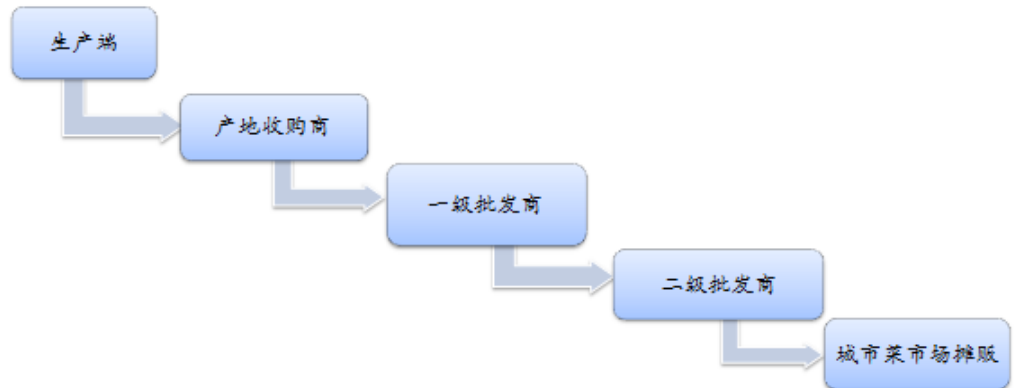 生产端
产地收购商
一级批发商
二级批发商
城市菜市场摊贩